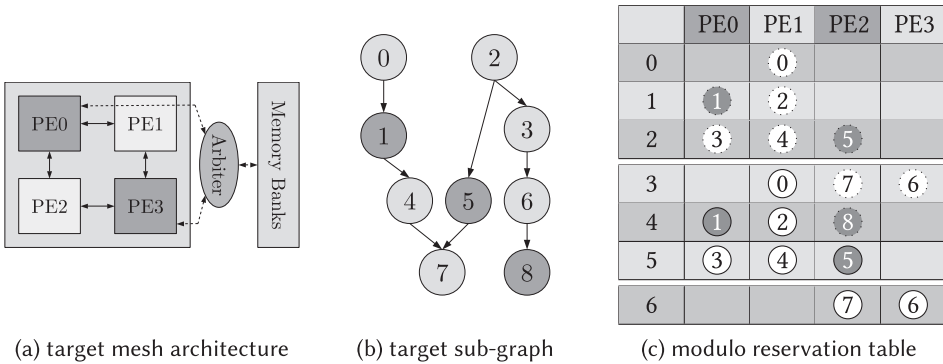 PE0 PE1
PE2 PE3
Arbiter
Memory Banks
(a) target mesh architecture
0 2
1 3
4 5 6
7 8
(b) target sub-graph
PE0 PE1 PE2 PE3
0 0
1 1 2
2 3 4 5
3 0 7 6
4 1 2 8
5 3 4 5
6 7 6
(c) modulo reservation table